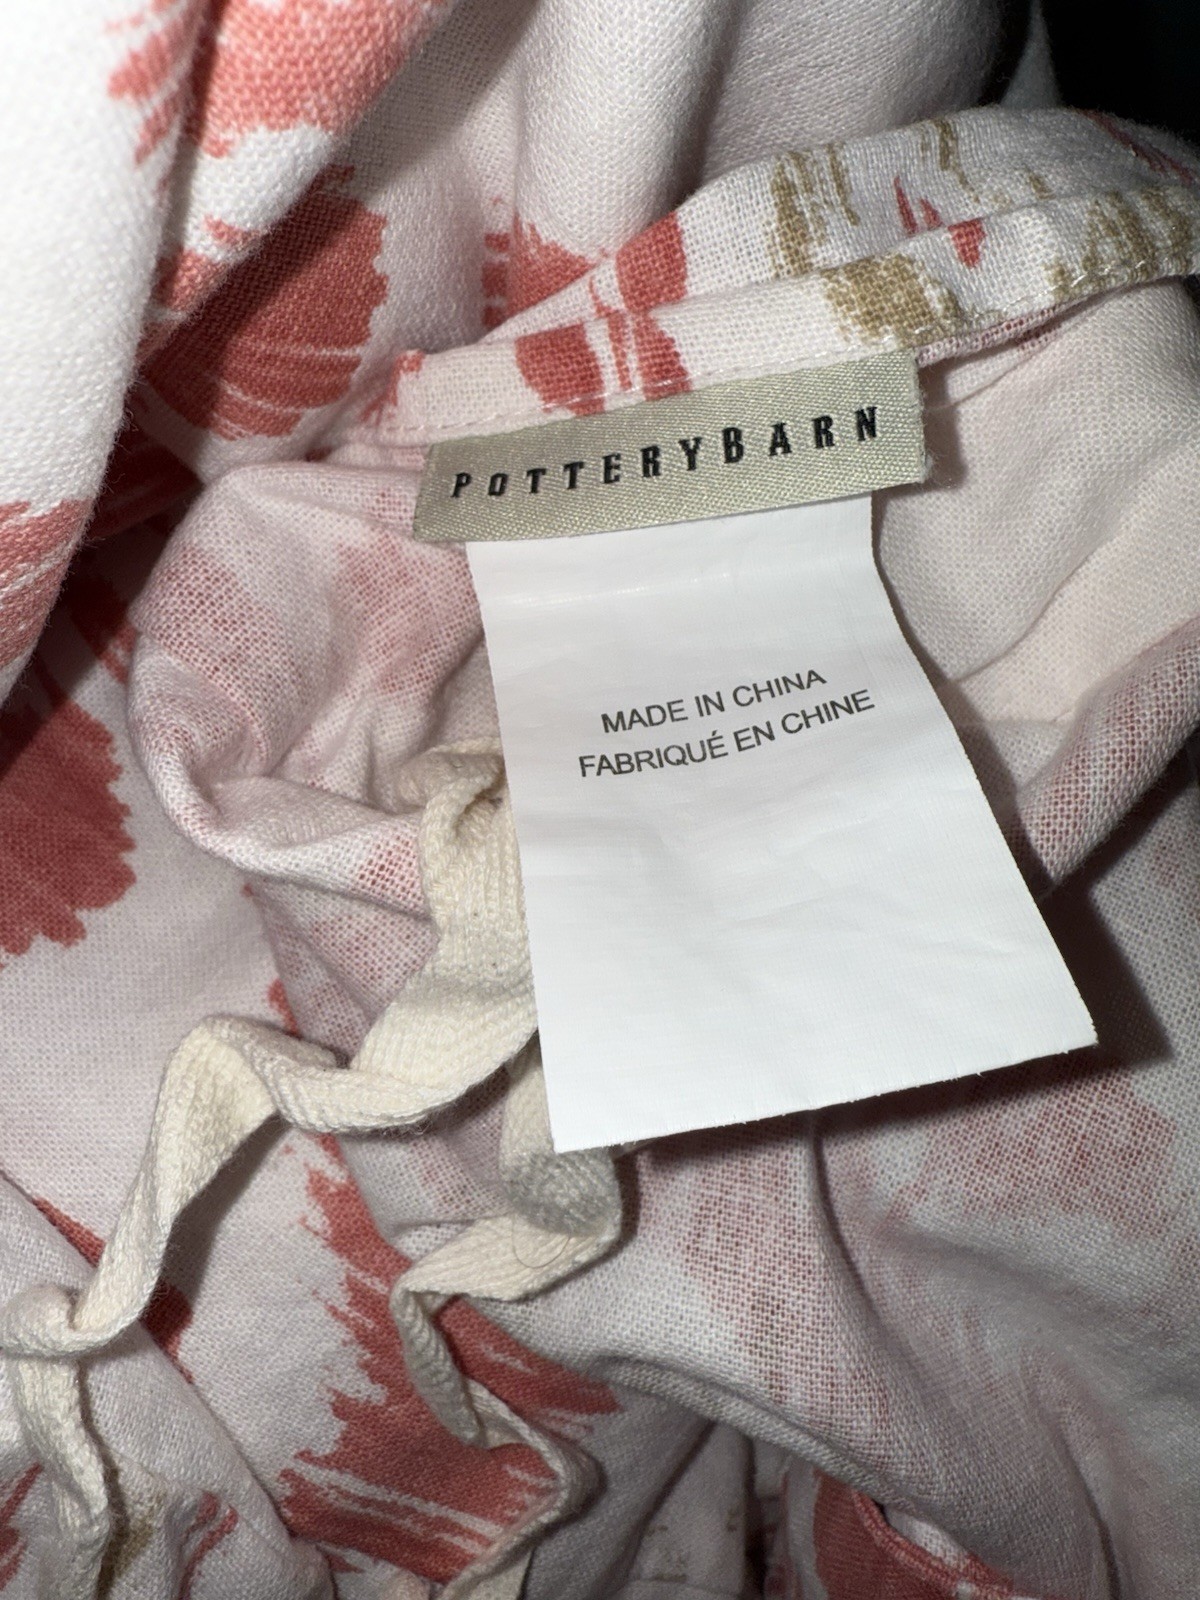 POTTERYBARN
MADE IN CHINA
FABRIQUÉ EN CHINE